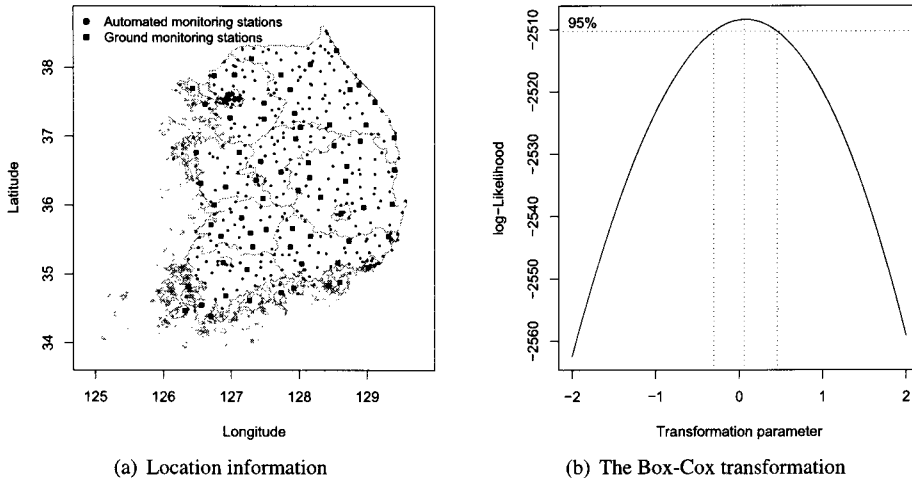 Automated monitoring stations
Ground monitoring stations
38
37
36
35
34
Latitude
125
126
127
128
129
Longitude
(a) Location information
95%
−2510
−2520
−2530
−2540
−2550
−2560
log−Likelihood
−2
−1
0
1
2
Transformation parameter
(b) The Box-Cox transformation